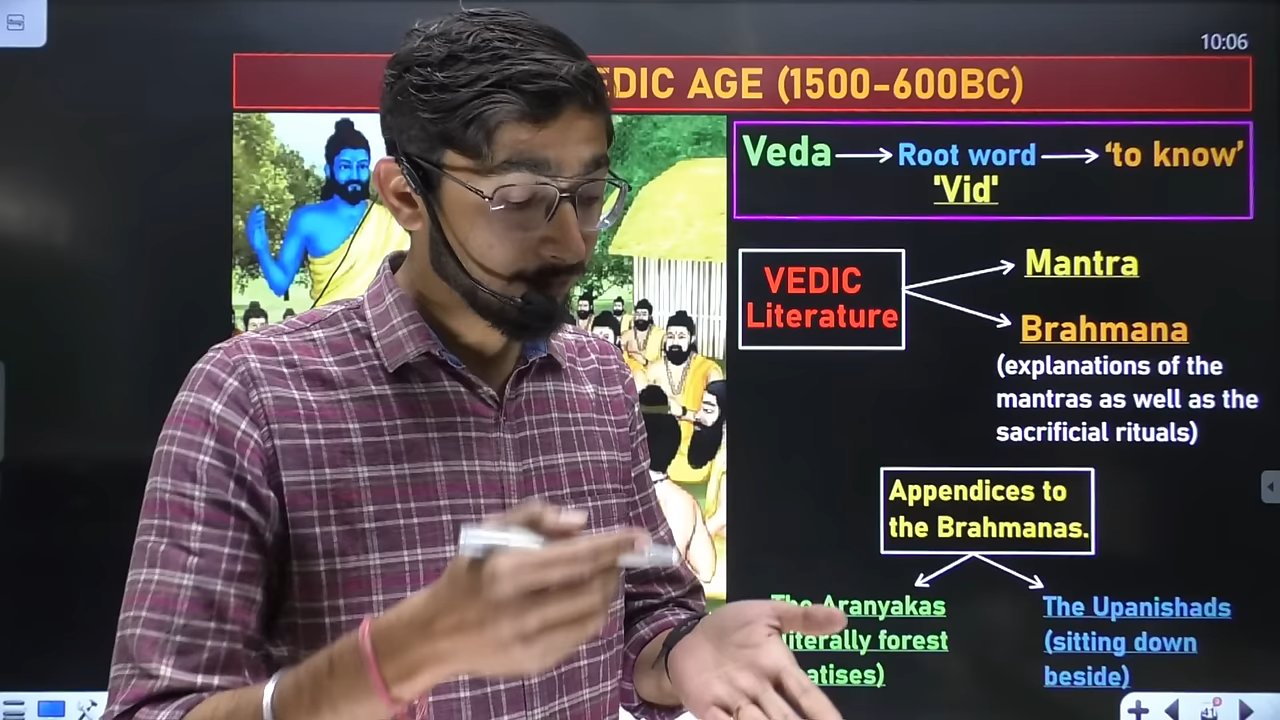 10:06
EDIC AGE (1500-600BC)
Veda → Root word → 'to know'
'Vid'
VEDIC
Literature
Mantra
Brahmana
(explanations of the
mantras as well as the
sacrificial rituals)
Appendices to
the Brahmanas.
The Aranyakas
literally forest
atises)
The Upanishads
(sitting down
beside)